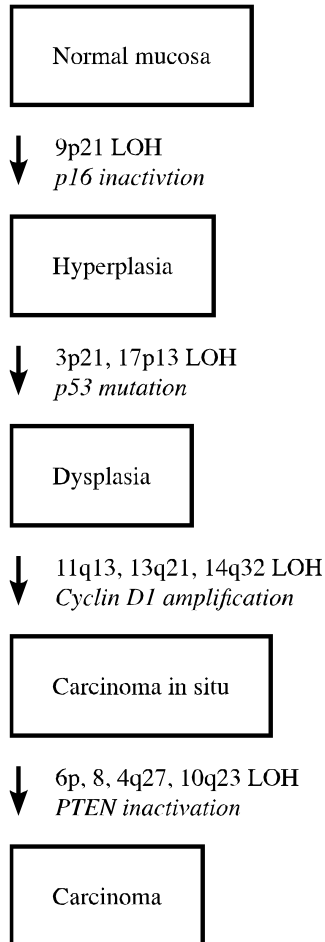 Normal mucosa
9p21 LOH
p16 inactivtion
Hyperplasia
3p21, 17p13 LOH
p53 mutation
Dysplasia
11q13, 13q21, 14q32 LOH
Cyclin D1 amplification
Carcinoma in situ
6p, 8, 4q27, 10q23 LOH
PTEN inactivation
Carcinoma